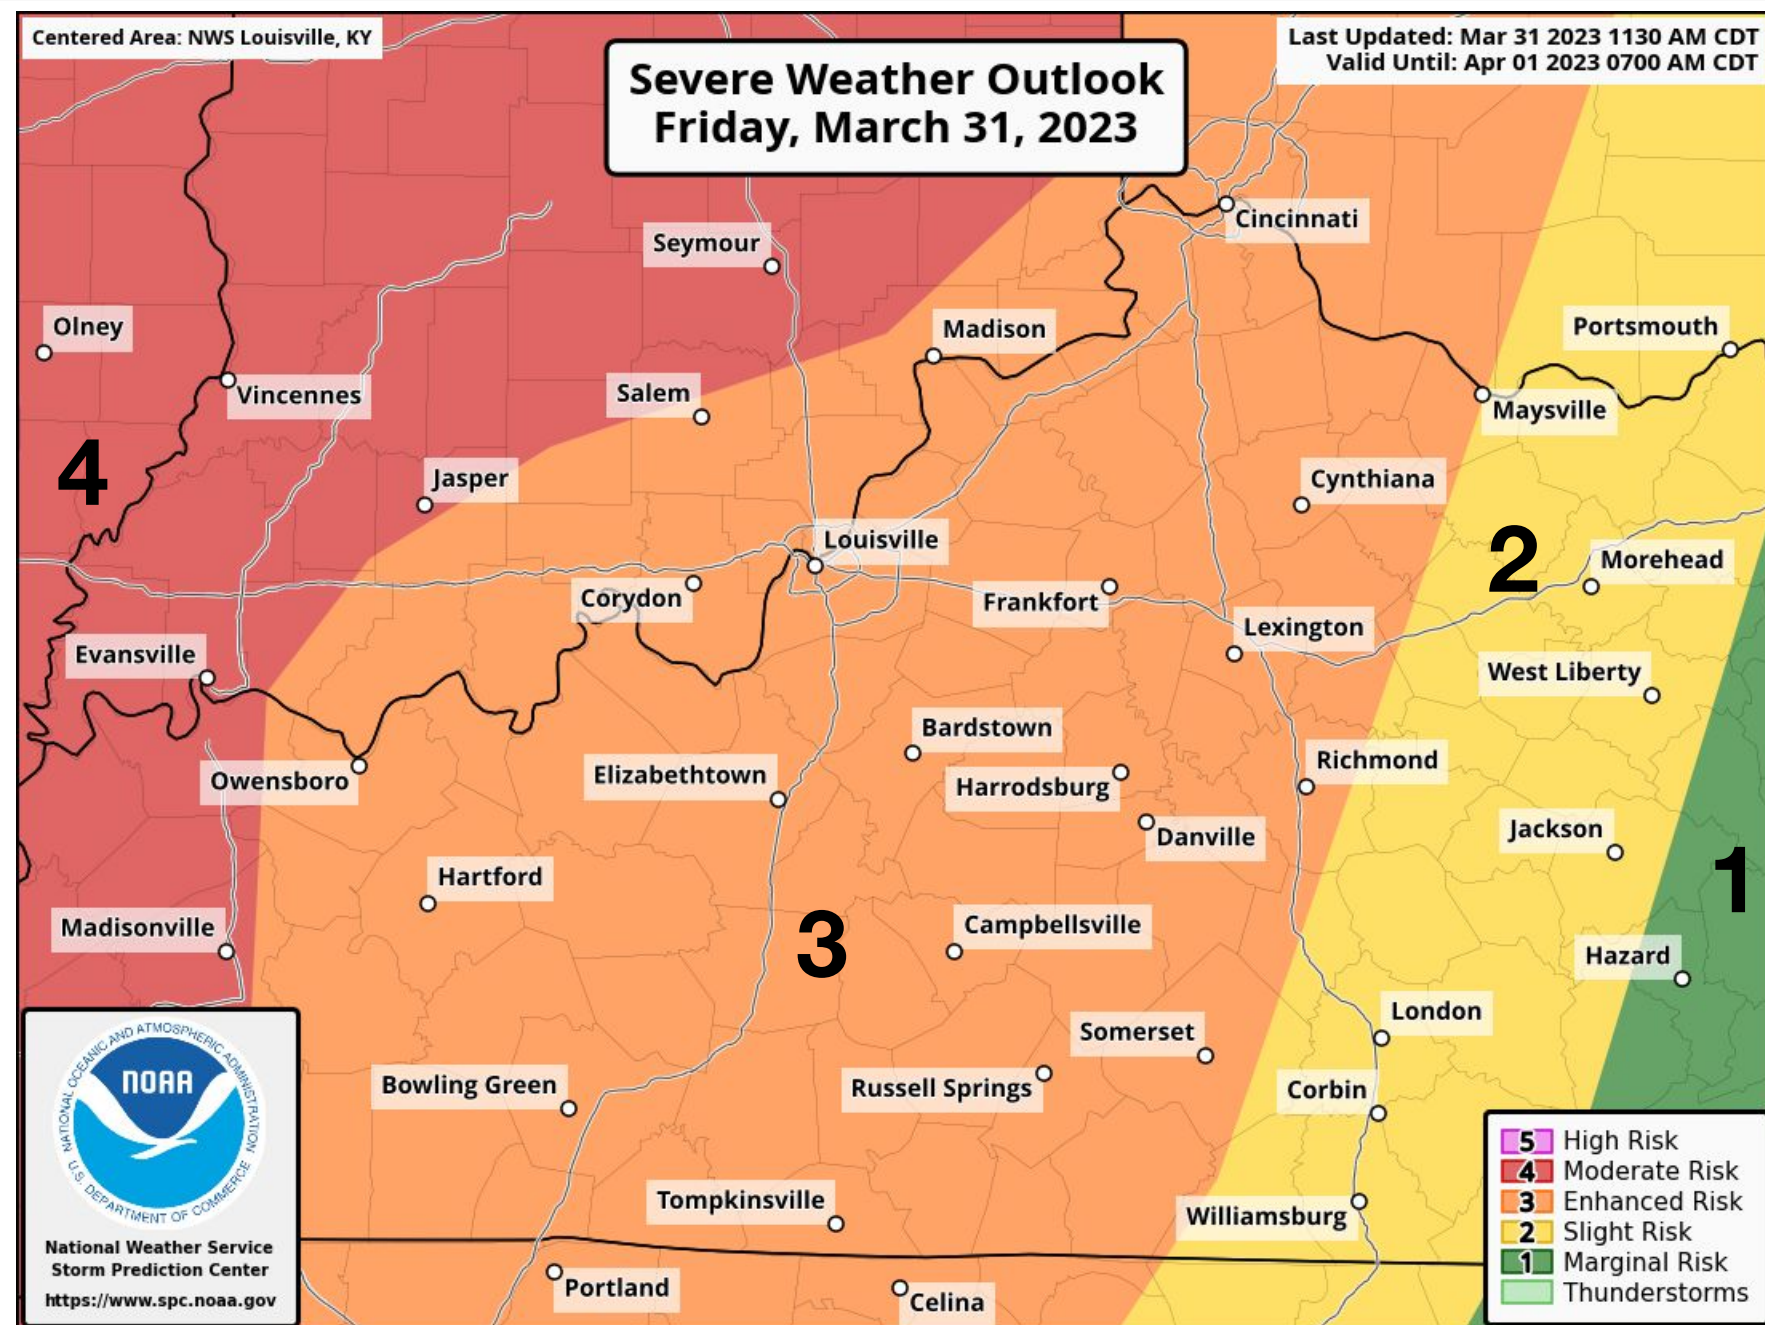 Centered Area: NWS Louisville, KY
Last Updated: Mar 31 2023 1130 AM CDT
Valid Until: Apr 01 2023 0700 AM CDT
Severe Weather Outlook
Friday, March 31, 2023
Cincinnati
Seymour
Olney
Madison
Portsmouth
Vincennes
Salem
Maysville
4
Jasper
Cynthiana
Louisville
2
Morehead
Corydon
Frankfort
Lexington
Evansville
West Liberty
Bardstown
Richmond
Owensboro
Elizabethtown
Harrodsburg
Jackson
Danville
1
Hartford
Madisonville
3
Campbellsville
Hazard
London
Somerset
Bowling Green
Russell Springs
Corbin
Tompkinsville
Williamsburg
Portland
Celina
NATIONAL OCEANIC AND ATMOSPHERIC ADMINISTRATION
NOAA
U.S. DEPARTMENT OF COMMERCE
National Weather Service
Storm Prediction Center
https://www.spc.noaa.gov
5 High Risk
4 Moderate Risk
3 Enhanced Risk
2 Slight Risk
1 Marginal Risk
Thunderstorms